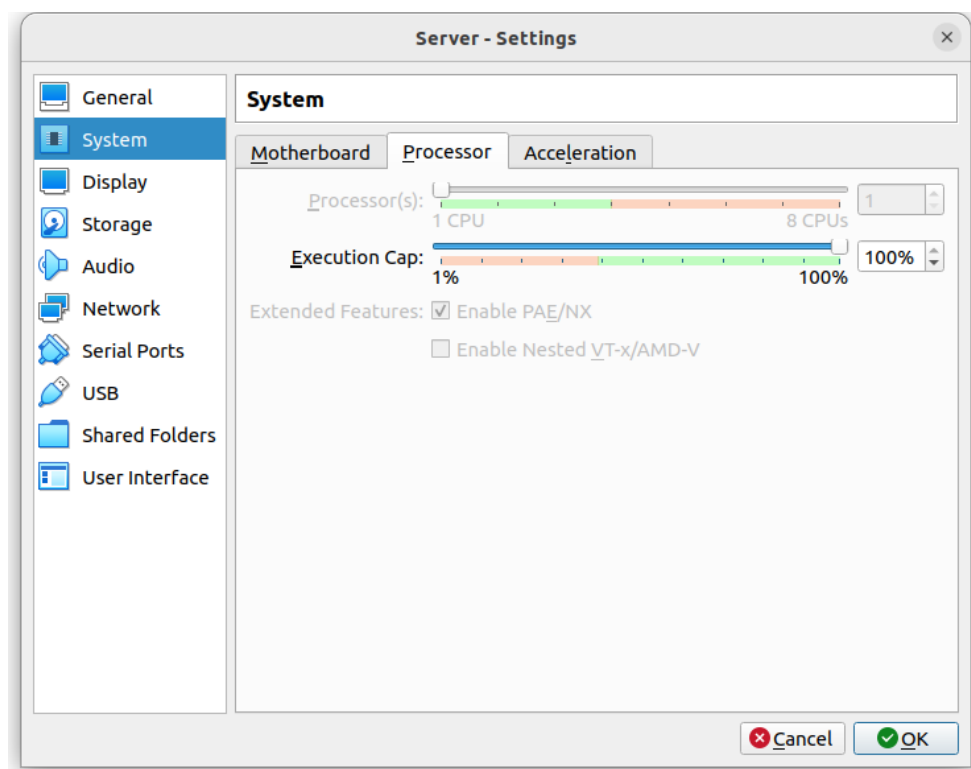 Server - Settings
General
System
Display
Storage
Audio
Network
Serial Ports
USB
Shared Folders
User Interface
System
Motherboard Processor Acceleration
Processor(s): 1
1 CPU 8 CPUs
Execution Cap: 100%
1% 100%
Extended Features: Enable PAE/NX
Enable Nested VT-x/AMD-V
Cancel OK